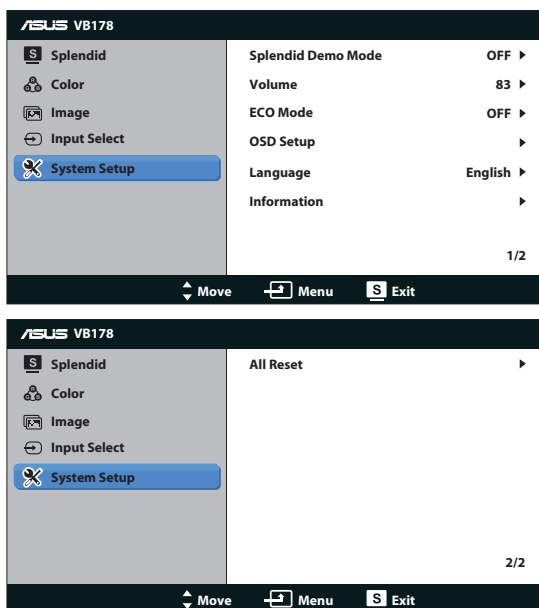 ASUS VB178
S Splendid
Color
Image
Input Select
System Setup
Splendid Demo Mode OFF
Volume 83
ECO Mode OFF
OSD Setup
Language English
Information
1/2
Move Menu S Exit
ASUS VB178
S Splendid
Color
Image
Input Select
System Setup
All Reset
2/2
Move Menu S Exit